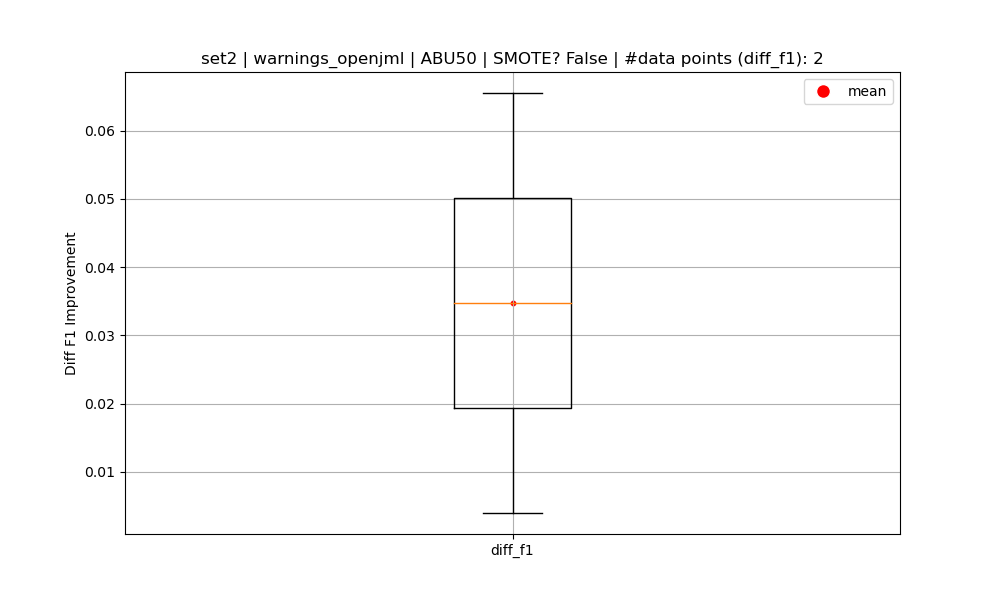 set2 | warnings_openjml | ABU50 | SMOTE? False | #data points (diff_f1): 2
mean
0.06
0.05
0.04
0.03
0.02
0.01
Diff F1 Improvement
diff_f1